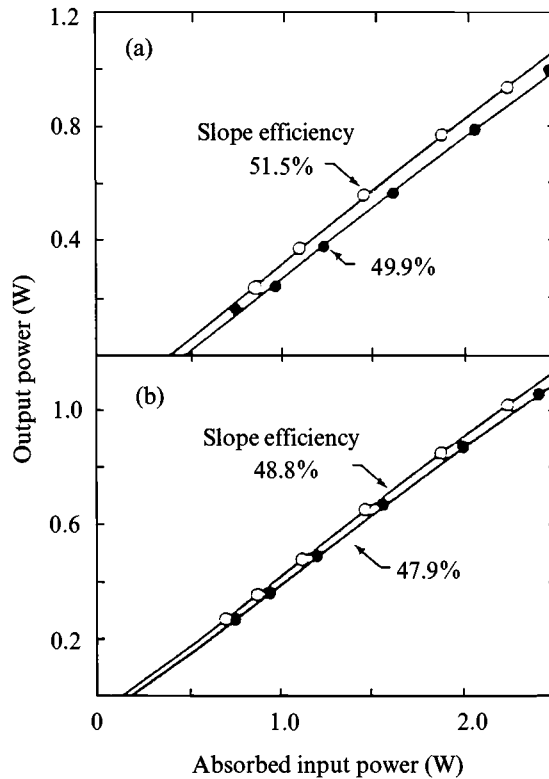 (a)
1.2
0.8
0.4
Slope efficiency
51.5%
49.9%
Output power (W)
(b)
1.0
0.6
0.2
Slope efficiency
48.8%
47.9%
0
1.0
2.0
Absorbed input power (W)